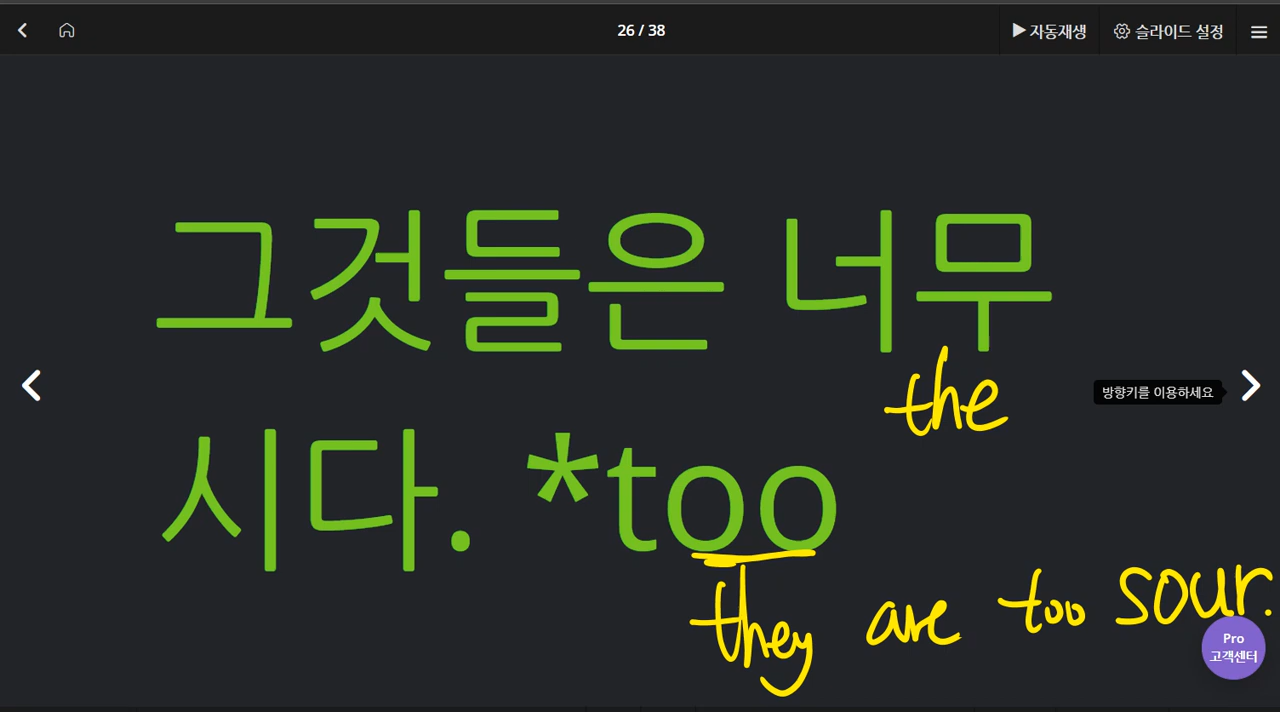 26 / 38
자동재생
슬라이드 설정
그것들은 너무
the
방향키를 이용하세요
시다. *too
they are too sour.
Pro
고객센터